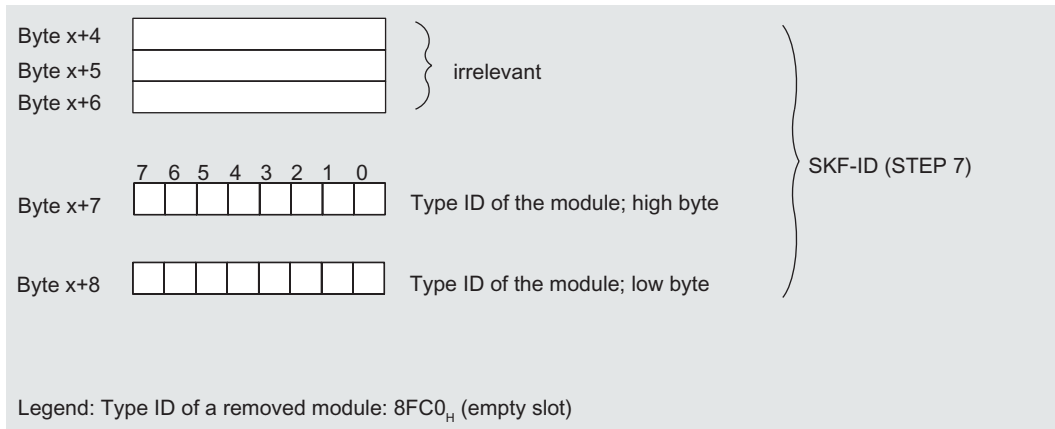 Byte x+4
Byte x+5
irrelevant
Byte x+6
SKF-ID (STEP 7)
7 6 5 4 3 2 1 0
Byte x+7 Type ID of the module; high byte
Byte x+8 Type ID of the module; low byte
Legend: Type ID of a removed module: 8FC0H (empty slot)